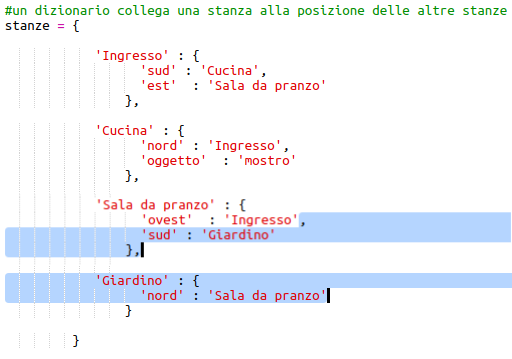 #un dizionario collega una stanza alla posizione delle altre stanze
stanze = {
'Ingresso' : {
'sud' : 'Cucina',
'est'  : 'Sala da pranzo'
},
'Cucina' : {
'nord' : 'Ingresso',
'oggetto'  : 'mostro'
},
'Sala da pranzo' : {
'ovest'  : 'Ingresso',
'sud' : 'Giardino'
},
'Giardino' : {
'nord' : 'Sala da pranzo'
}
}